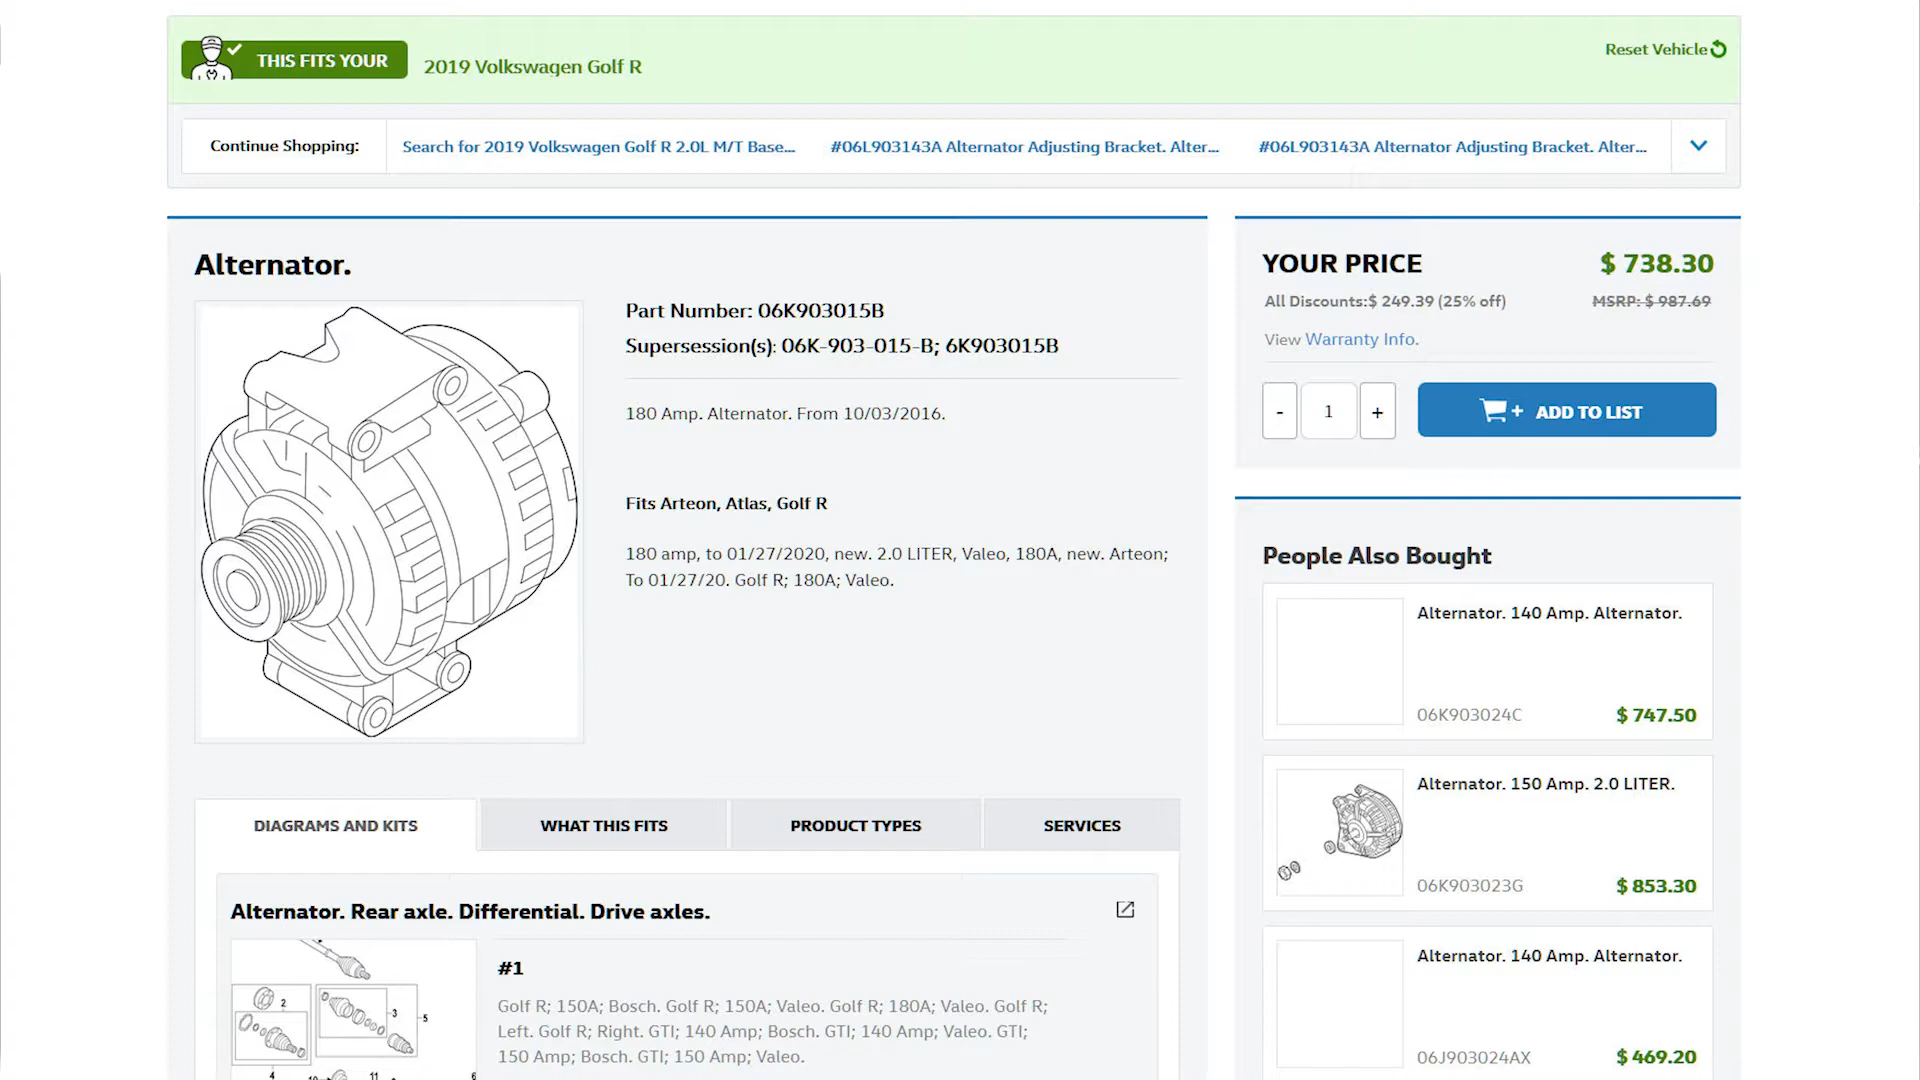 THIS FITS YOUR
2019 Volkswagen Golf R
Reset Vehicle
Continue Shopping:
Search for 2019 Volkswagen Golf R 2.0L M/T Base...
#06L903143A Alternator Adjusting Bracket. Alter...
#06L903143A Alternator Adjusting Bracket. Alter...
Alternator.
Part Number: 06K903015B
Supersession(s): 06K-903-015-B; 6K903015B
180 Amp. Alternator. From 10/03/2016.
Fits Arteon, Atlas, Golf R
180 amp, to 01/27/2020, new. 2.0 LITER, Valeo, 180A, new. Arteon;
To 01/27/20. Golf R; 180A; Valeo.
YOUR PRICE
$ 738.30
All Discounts:$ 249.39 (25% off)
MSRP: $ 987.69
View Warranty Info.
-
1
+
+ ADD TO LIST
People Also Bought
Alternator. 140 Amp. Alternator.
06K903024C
$ 747.50
Alternator. 150 Amp. 2.0 LITER.
06K903023G
$ 853.30
Alternator. 140 Amp. Alternator.
06J903024AX
$ 469.20
DIAGRAMS AND KITS
WHAT THIS FITS
PRODUCT TYPES
SERVICES
Alternator. Rear axle. Differential. Drive axles.
2
3
5
4
11
6
#1
Golf R; 150A; Bosch. Golf R; 150A; Valeo. Golf R; 180A; Valeo. Golf R;
Left. Golf R; Right. GTI; 140 Amp; Bosch. GTI; 140 Amp; Valeo. GTI;
150 Amp; Bosch. GTI; 150 Amp; Valeo.